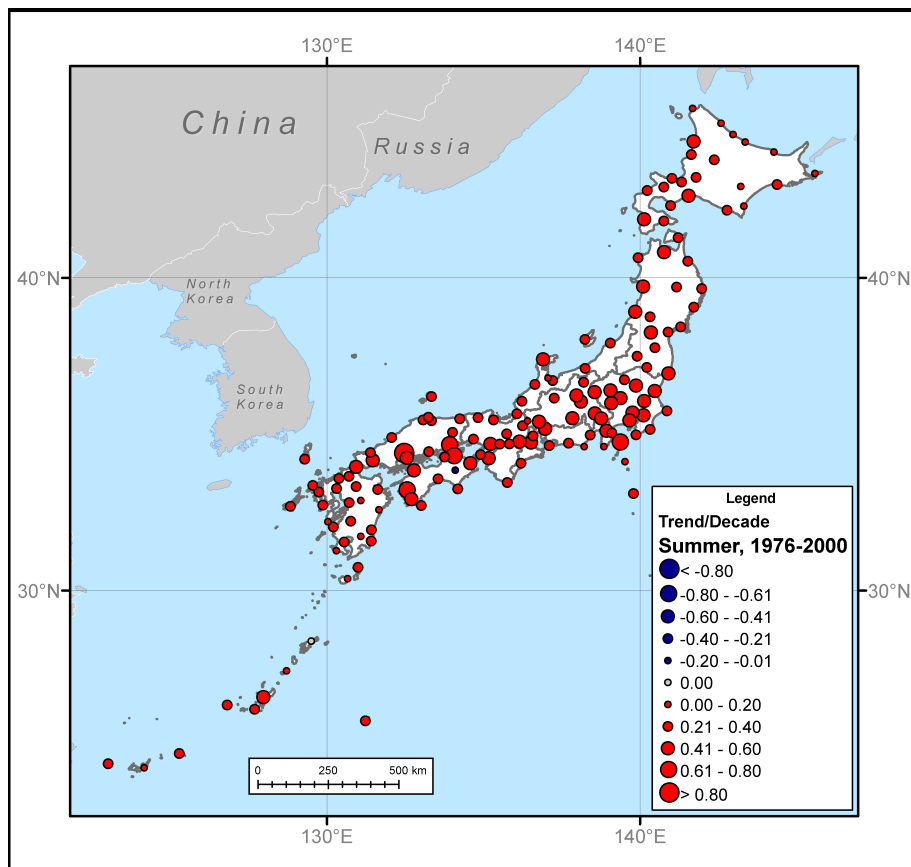 130°E 140°E
China
Russia
40°N 40°N
North
Korea
South
Korea
Legend
Trend/Decade
Summer, 1976-2000
< -0.80
-0.80 - -0.61
-0.60 - -0.41
-0.40 - -0.21
-0.20 - -0.01
0.00
0.00 - 0.20
0.21 - 0.40
0.41 - 0.60
0.61 - 0.80
> 0.80
30°N 30°N
0 250 500 km
130°E 140°E